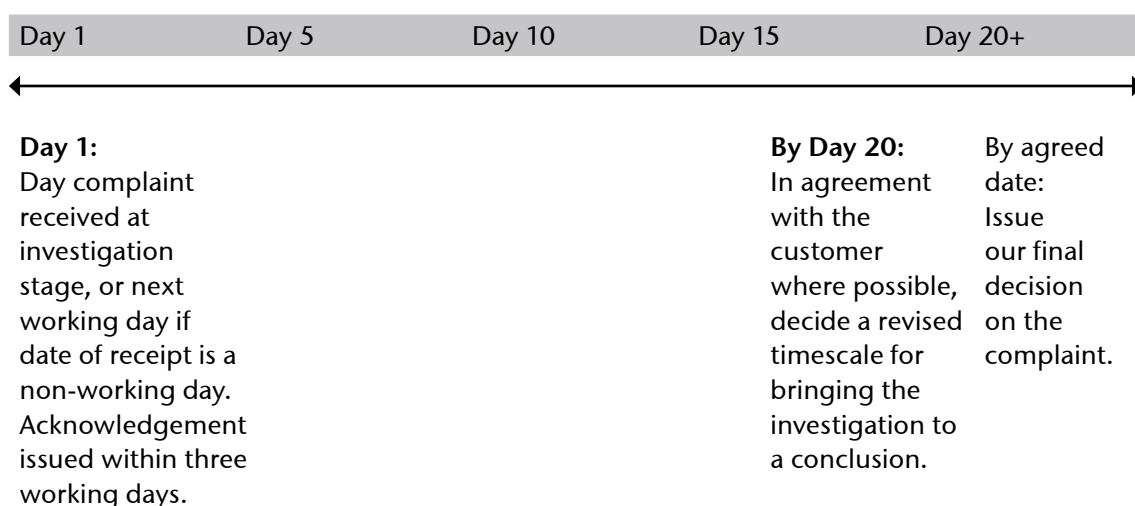 Day 1 Day 5 Day 10 Day 15 Day 20+
Day 1:
Day complaint
received at
investigation
stage, or next
working day if
date of receipt is a
non-working day.
Acknowledgement
issued within three
working days.
By Day 20:
In agreement
with the
customer
where possible,
decide a revised
timescale for
bringing the
investigation to
a conclusion.
By agreed
date:
Issue
our final
decision
on the
complaint.